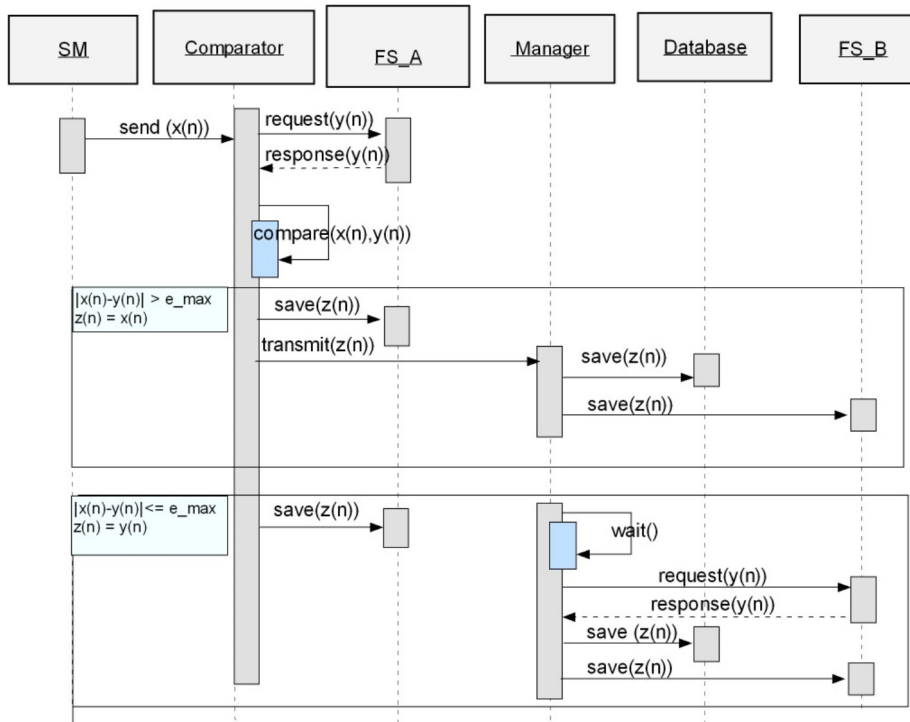 SM
Comparator
FS_A
Manager
Database
FS_B
send (x(n))
request(y(n))
response(y(n))
compare(x(n),y(n))
|x(n)-y(n)| > e_max
z(n) = x(n)
save(z(n))
transmit(z(n))
save(z(n))
save(z(n))
|x(n)-y(n)|<= e_max
z(n) = y(n)
save(z(n))
wait()
request(y(n))
response(y(n))
save (z(n))
save(z(n))